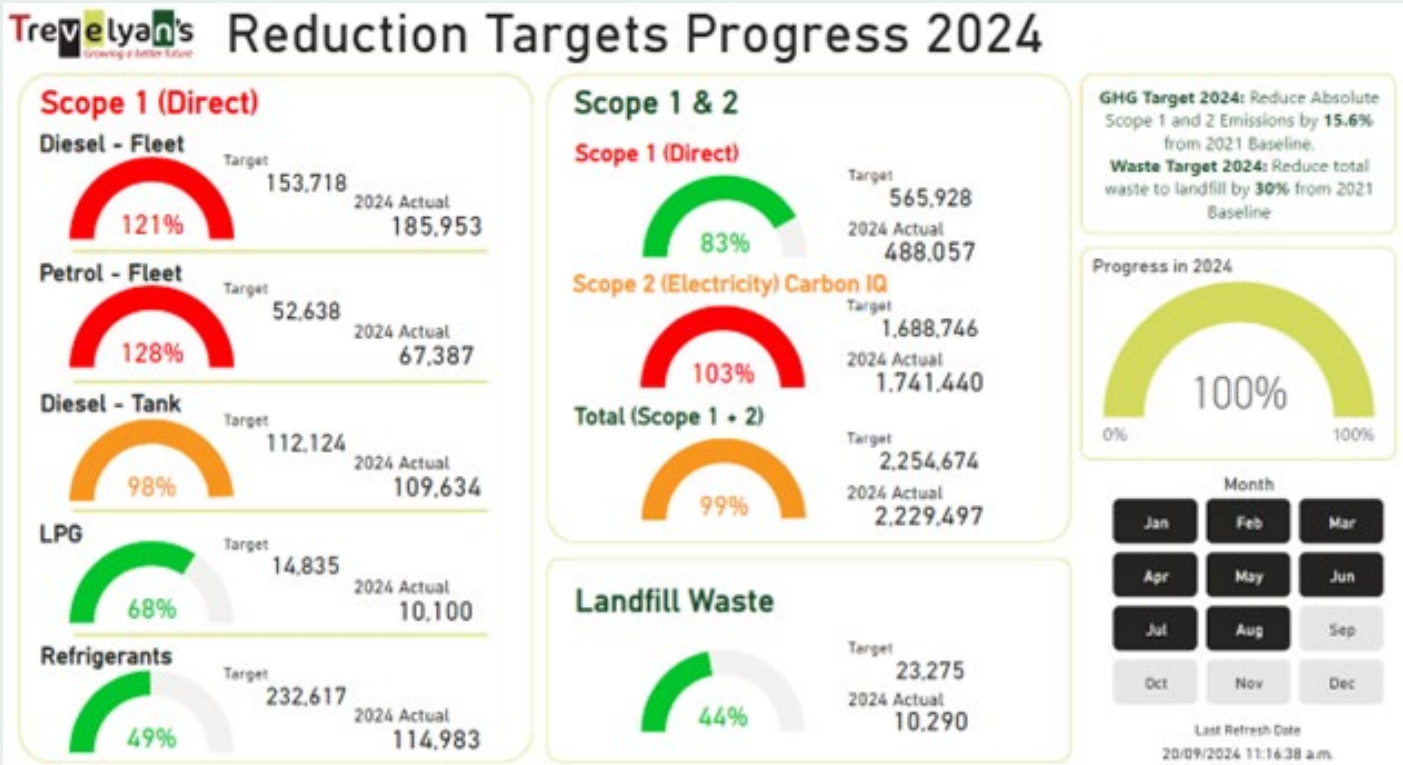 Trevelyan's
Growing a better future
Reduction Targets Progress 2024
Scope 1 (Direct)
Diesel - Fleet
Target
153,718
2024 Actual
185,953
121%
Petrol - Fleet
Target
52,638
2024 Actual
67,387
128%
Diesel - Tank
Target
112,124
2024 Actual
109,634
98%
LPG
Target
14,835
2024 Actual
10,100
68%
Refrigerants
Target
232,617
2024 Actual
114,983
49%
Scope 1 & 2
Scope 1 (Direct)
Target
565,928
2024 Actual
488,057
83%
Scope 2 (Electricity) Carbon IQ
Target
1,688,746
2024 Actual
1,741,440
103%
Total (Scope 1 + 2)
Target
2,254,674
2024 Actual
2,229,497
99%
Landfill Waste
Target
23,275
2024 Actual
10,290
44%
GHG Target 2024: Reduce Absolute
Scope 1 and 2 Emissions by 15.6%
from 2021 Baseline.
Waste Target 2024: Reduce total
waste to landfill by 30% from 2021
Baseline
Progress in 2024
100%
0% 100%
Month
Jan Feb Mar
Apr May Jun
Jul Aug Sep
Oct Nov Dec
Last Refresh Date
20/09/2024 11:16:38 a.m.